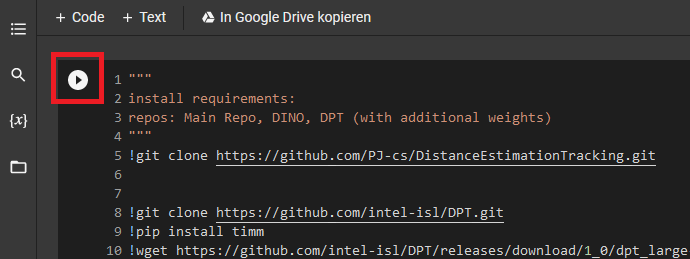 + Code + Text In Google Drive kopieren
{x}
1 """
2 install requirements:
3 repos: Main Repo, DINO, DPT (with additional weights)
4 """
5 !git clone https://github.com/PJ-cs/DistanceEstimationTracking.git
6
7
8 !git clone https://github.com/intel-isl/DPT.git
9 !pip install timm
10 !wget https://github.com/intel-isl/DPT/releases/download/1_0/dpt_large